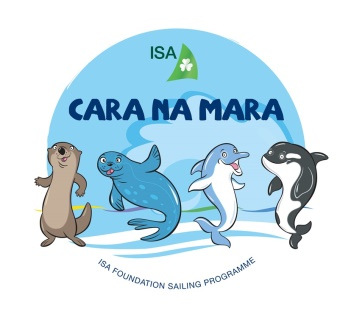 ISA
CARA NA MARA
ISA FOUNDATION SAILING PROGRAMME